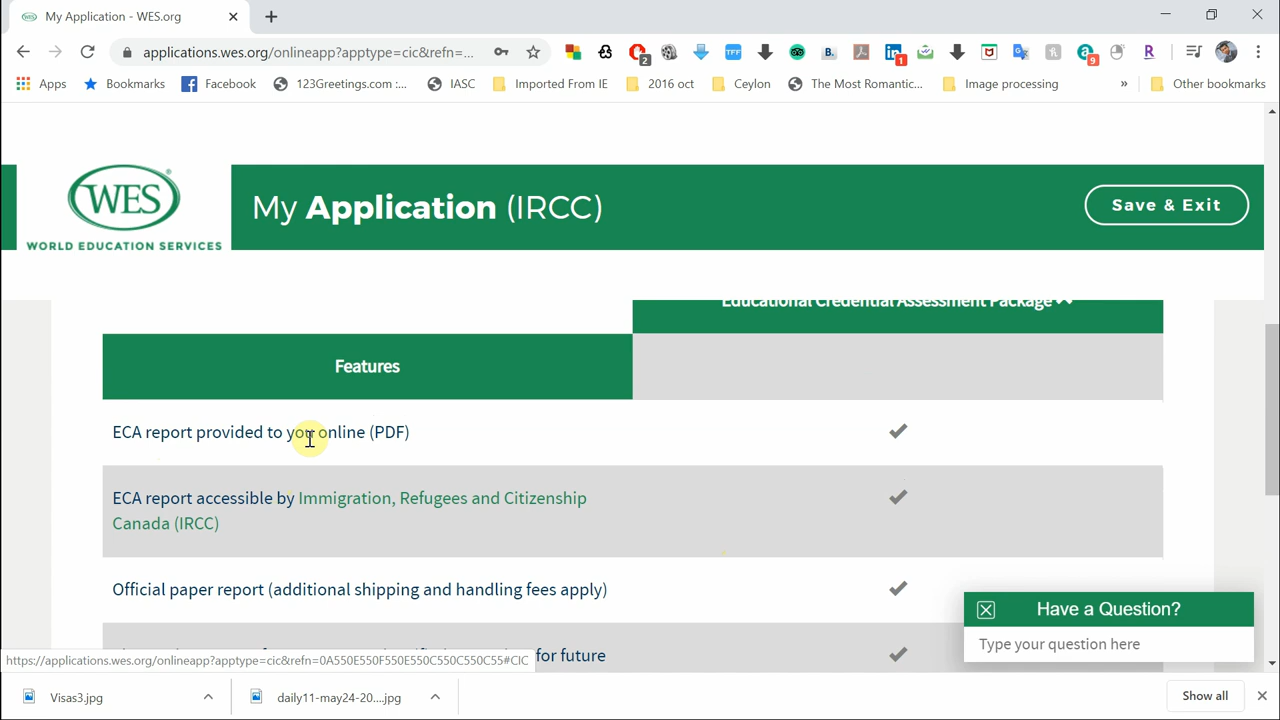 My Application - WES.org
applications.wes.org/onlineapp?apptype=cic&refn=...
2
TFF
B.
1
9
R
Apps
Bookmarks
Facebook
123Greetings.com :...
IASC
Imported From IE
2016 oct
Ceylon
The Most Romantic...
Image processing
»
Other bookmarks
WES
WORLD EDUCATION SERVICES
My Application (IRCC)
Save & Exit
Educational Credential Assessment Package
Features
ECA report provided to you online (PDF)
ECA report accessible by Immigration, Refugees and Citizenship
Canada (IRCC)
Official paper report (additional shipping and handling fees apply)
for future
Have a Question?
Type your question here
https://applications.wes.org/onlineapp?apptype=cic&refn=0A550E550F550E550C550C550C55#CIC
Visas3.jpg
daily11-may24-20....jpg
Show all